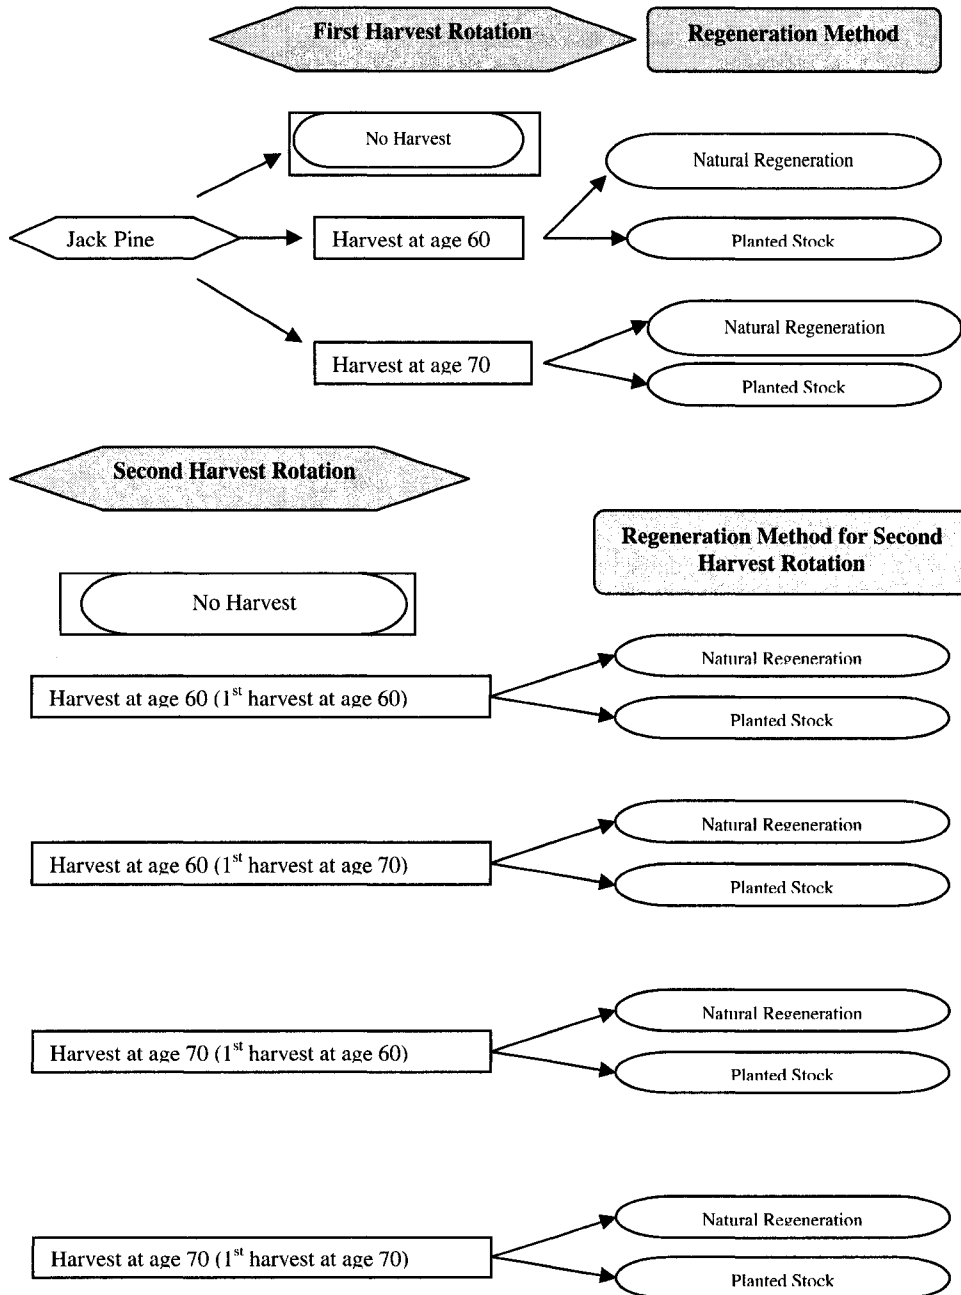 First Harvest Rotation
Regeneration Method
No Harvest
Natural Regeneration
Jack Pine
Harvest at age 60
Planted Stock
Natural Regeneration
Harvest at age 70
Planted Stock
Second Harvest Rotation
Regeneration Method for Second
Harvest Rotation
No Harvest
Natural Regeneration
Harvest at age 60 (1st harvest at age 60)
Planted Stock
Natural Regeneration
Harvest at age 60 (1st harvest at age 70)
Planted Stock
Natural Regeneration
Harvest at age 70 (1st harvest at age 60)
Planted Stock
Natural Regeneration
Harvest at age 70 (1st harvest at age 70)
Planted Stock